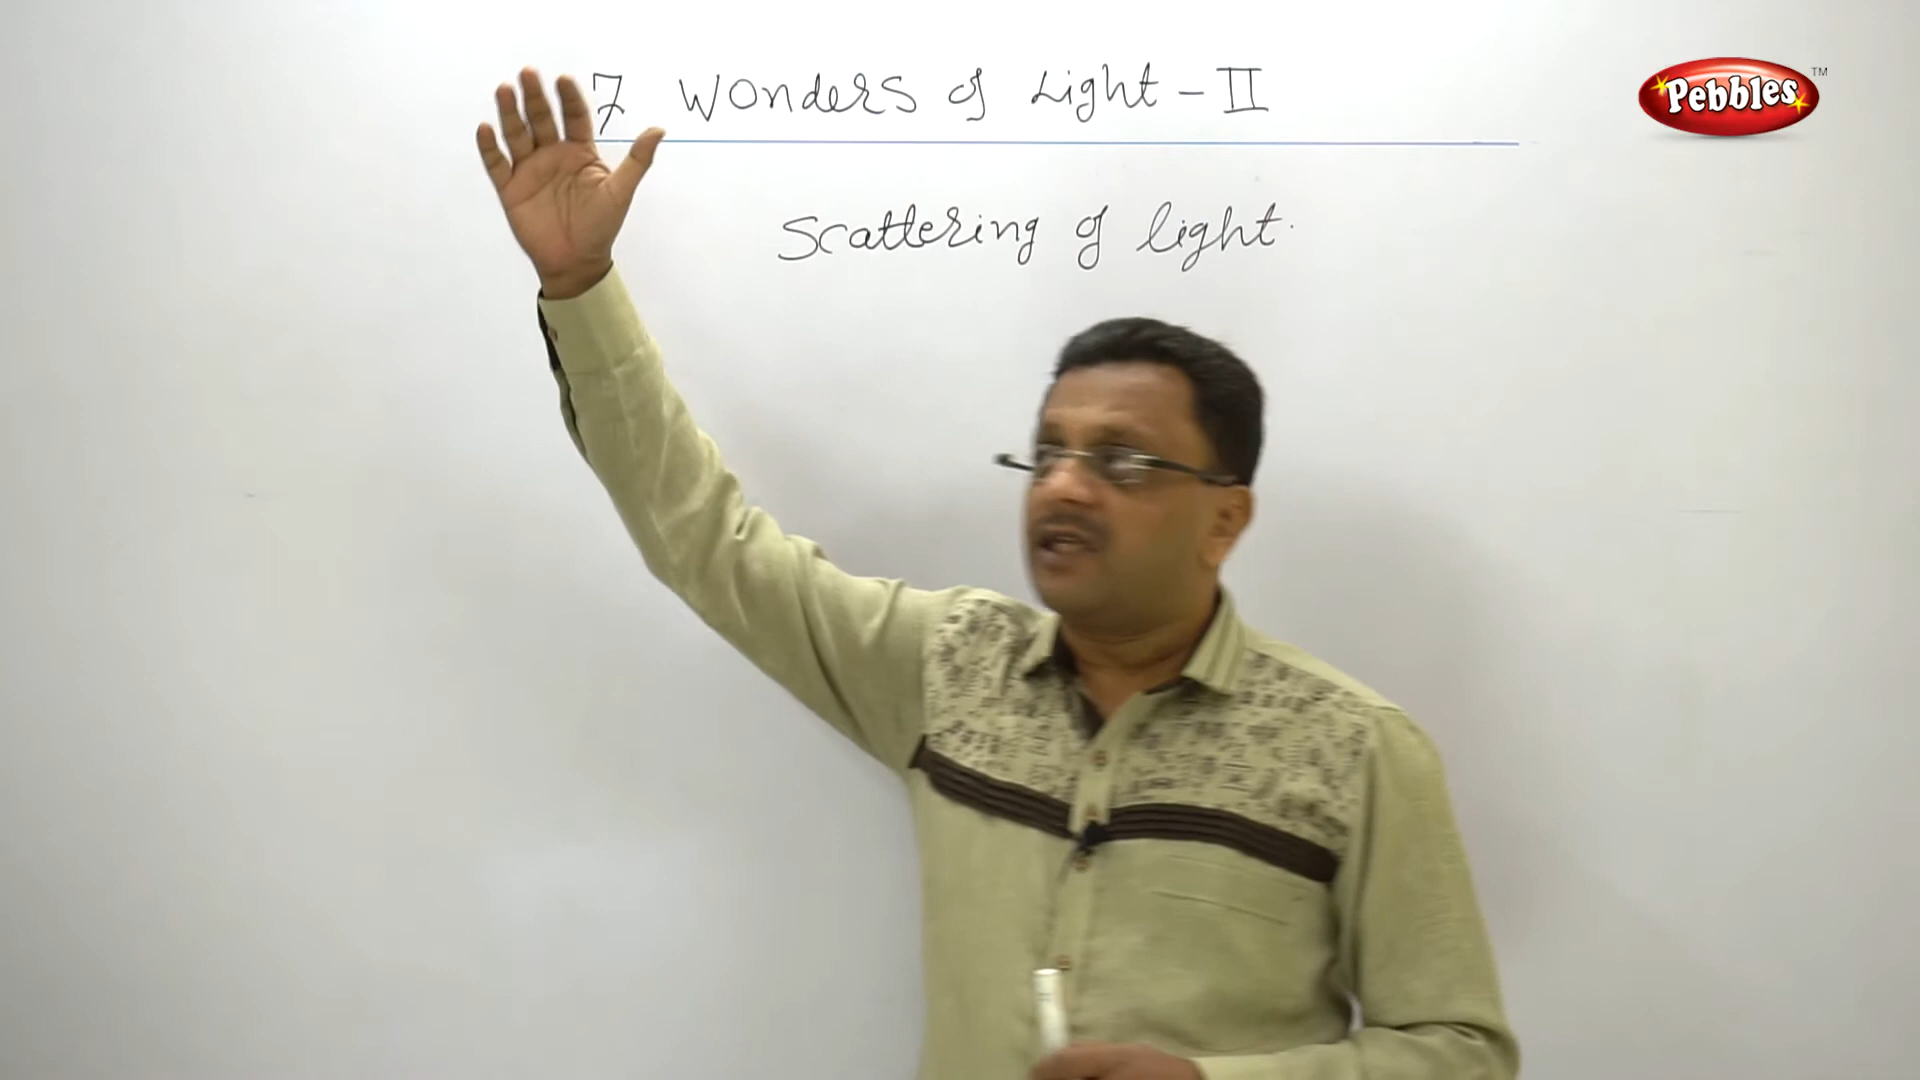 7 Wonders of Light - II
Pebbles TM
Scattering of light.